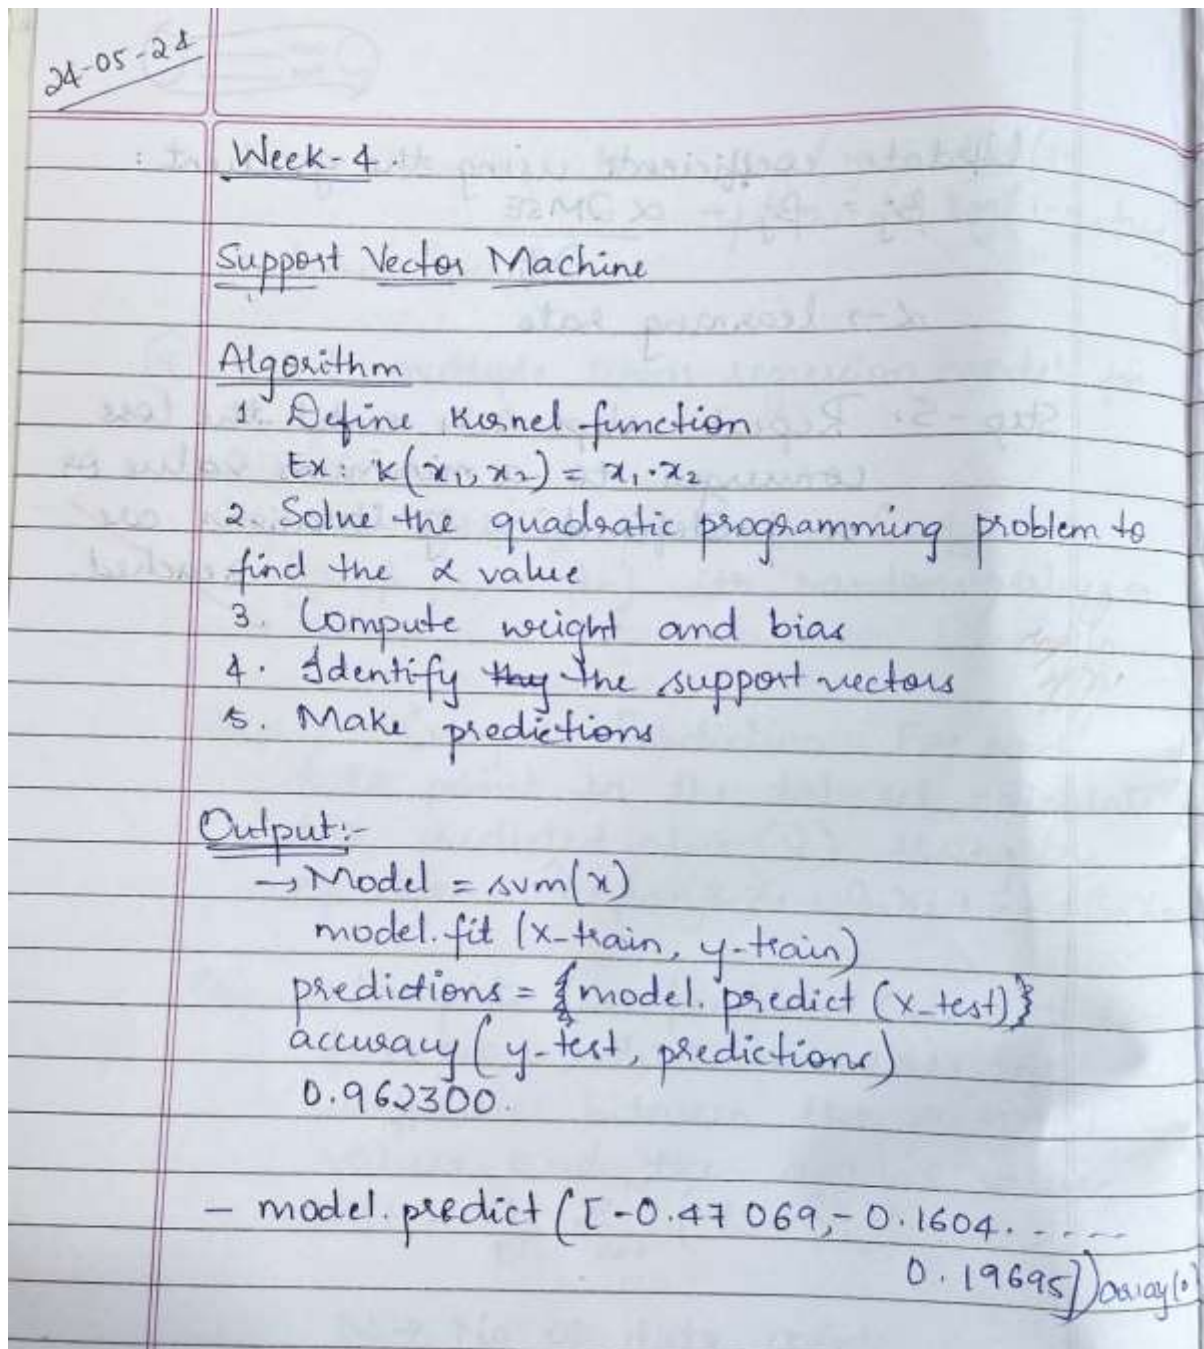 24-05-24
Week-4.
Support Vector Machine
Algorithm
1. Define Kernel function
Ex: K(x₁, x₂) = x₁·x₂
2. Solve the quadratic programming problem to
find the α value
3. Compute weight and bias
4. Identify the support vectors
5. Make predictions
Output:-
→ Model = svm(x)
model.fit (x-train, y-train)
predictions = {model.predict (x_test)}
accuracy (y-test, predictions)
0.962300.
- model.predict ([-0.47069, -0.1604.....
0.19695]) array(0